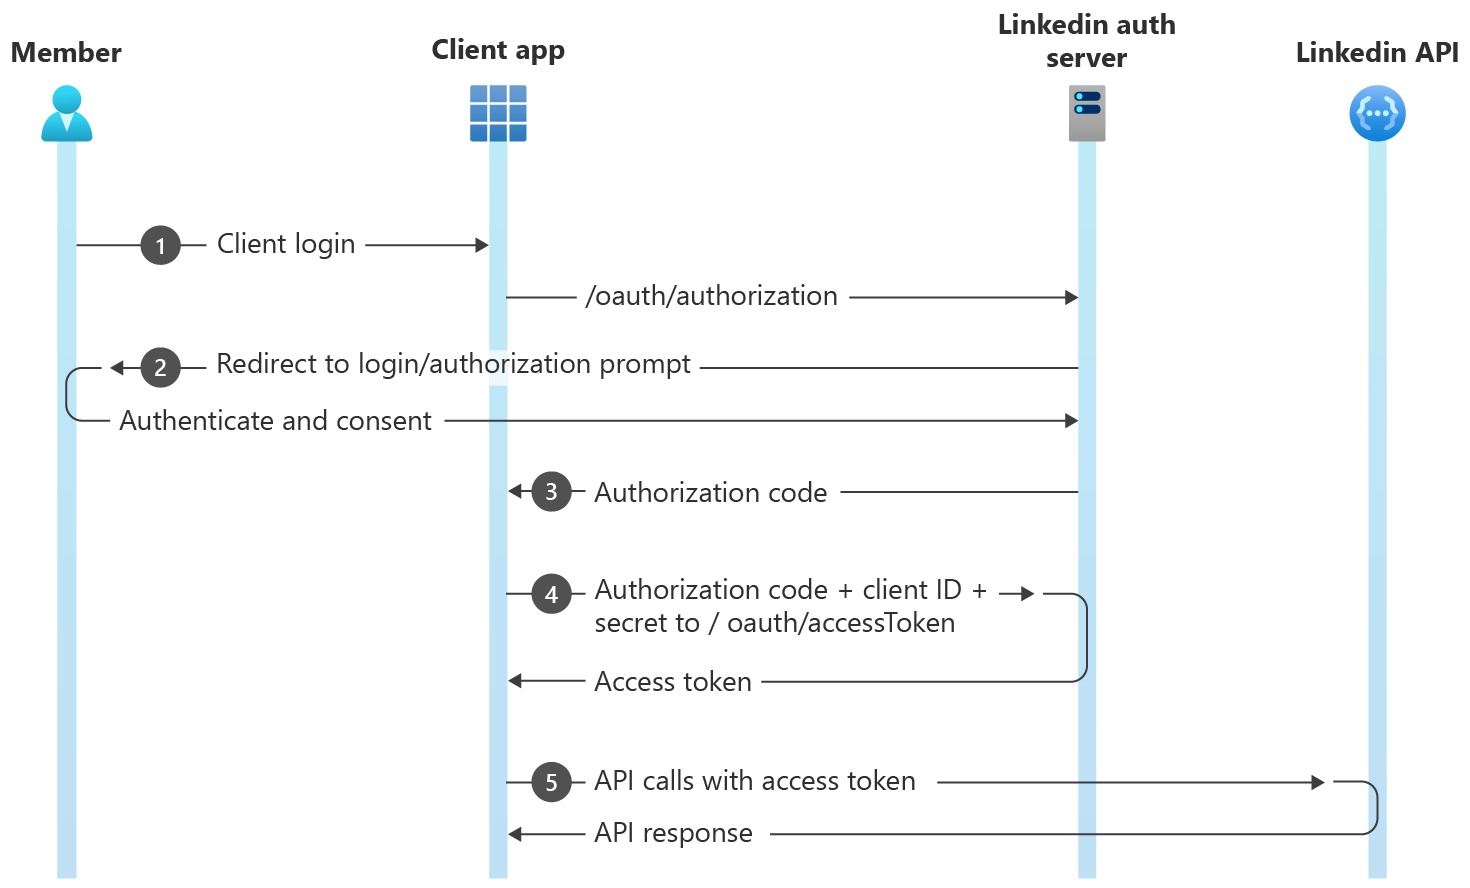 Member
Client app
Linkedin auth
server
Linkedin API
1 Client login
/oauth/authorization
2 Redirect to login/authorization prompt
Authenticate and consent
3 Authorization code
4 Authorization code + client ID +
secret to / oauth/accessToken
Access token
5 API calls with access token
API response